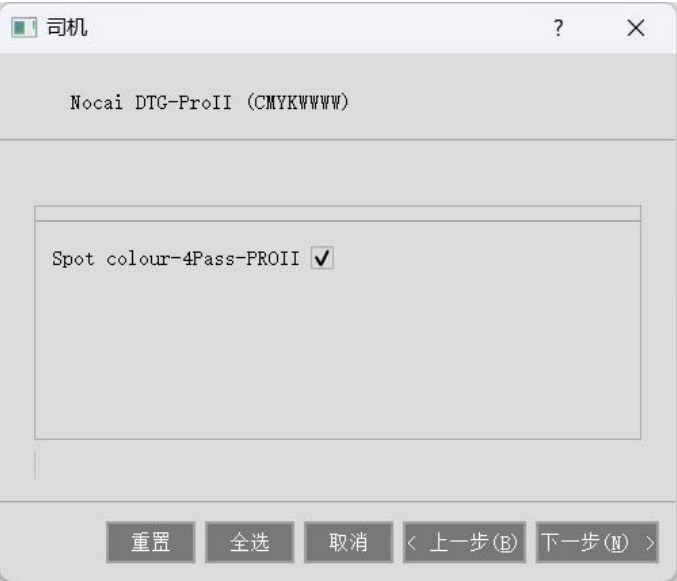 司机
?
Nocai DTG-ProII (CMYKWWWW)
Spot colour-4Pass-PROII
重置
全选
取消
< 上一步(B)
下一步(N) >